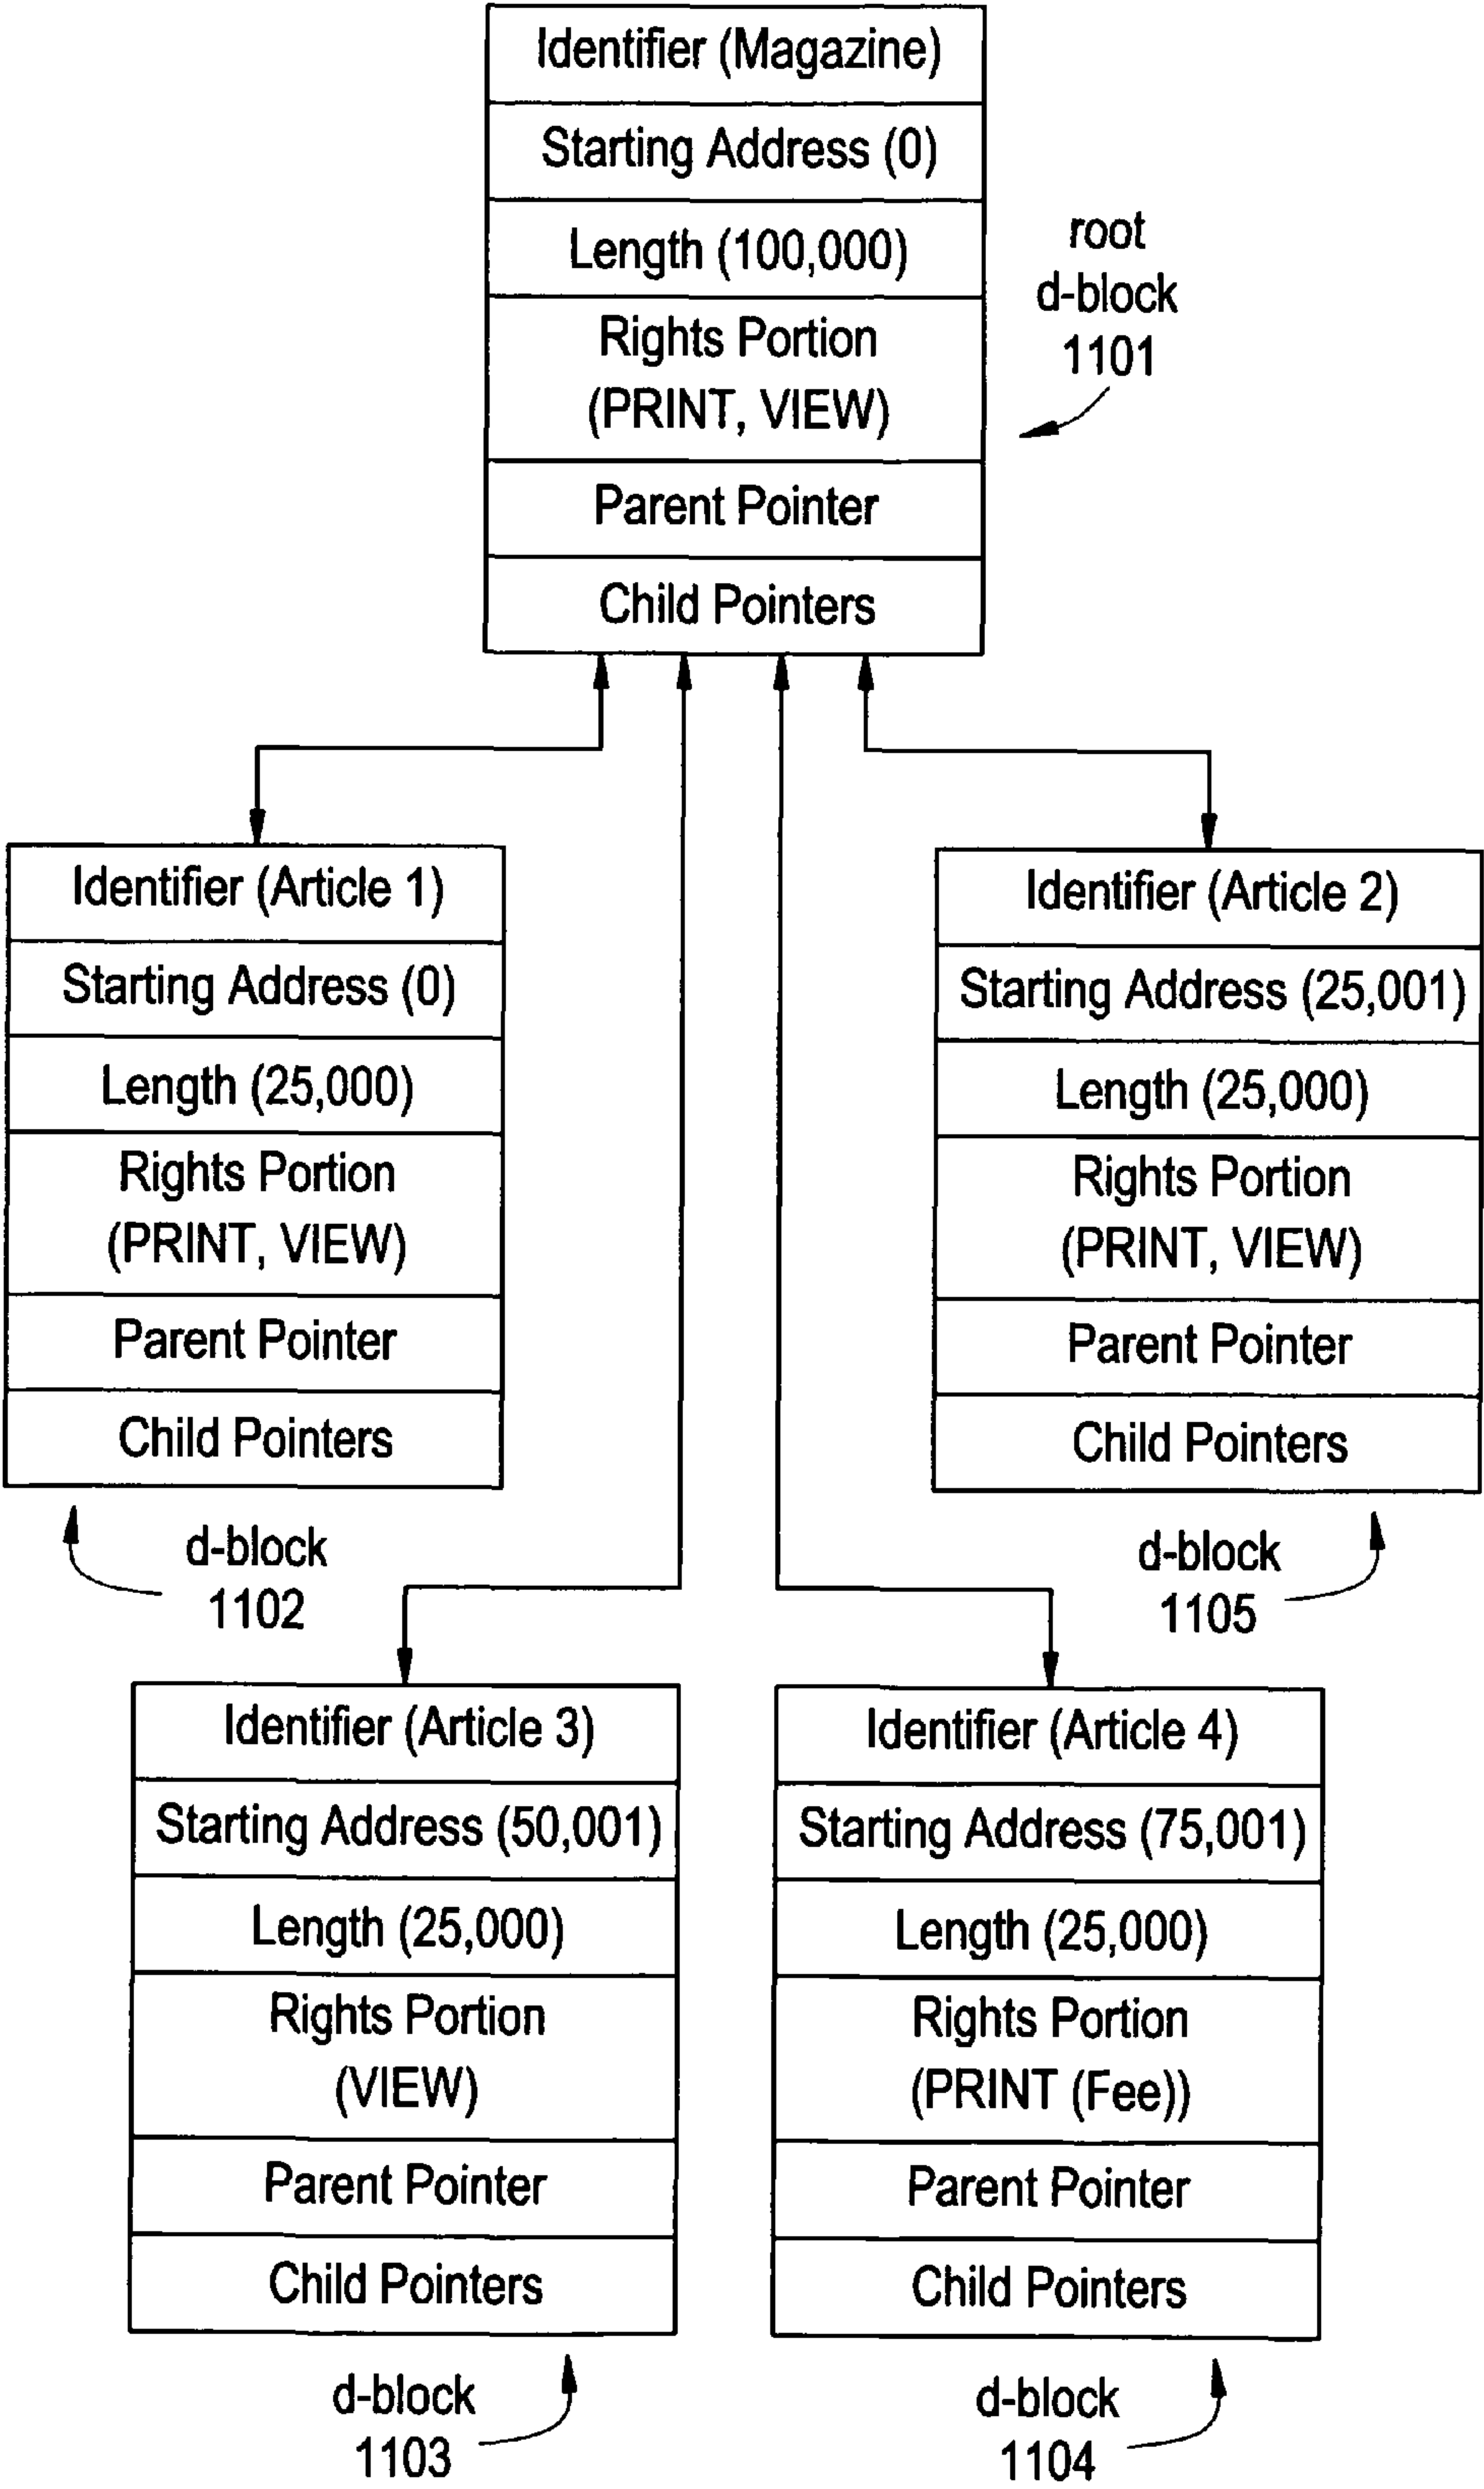 Identifier (Magazine)
Starting Address (0)
Length (100,000)
Rights Portion
(PRINT, VIEW)
Parent Pointer
Child Pointers
root
d-block
1101
Identifier (Article 1)
Starting Address (0)
Length (25,000)
Rights Portion
(PRINT, VIEW)
Parent Pointer
Child Pointers
d-block
1102
Identifier (Article 2)
Starting Address (25,001)
Length (25,000)
Rights Portion
(PRINT, VIEW)
Parent Pointer
Child Pointers
d-block
1105
Identifier (Article 3)
Starting Address (50,001)
Length (25,000)
Rights Portion
(VIEW)
Parent Pointer
Child Pointers
d-block
1103
Identifier (Article 4)
Starting Address (75,001)
Length (25,000)
Rights Portion
(PRINT (Fee))
Parent Pointer
Child Pointers
d-block
1104